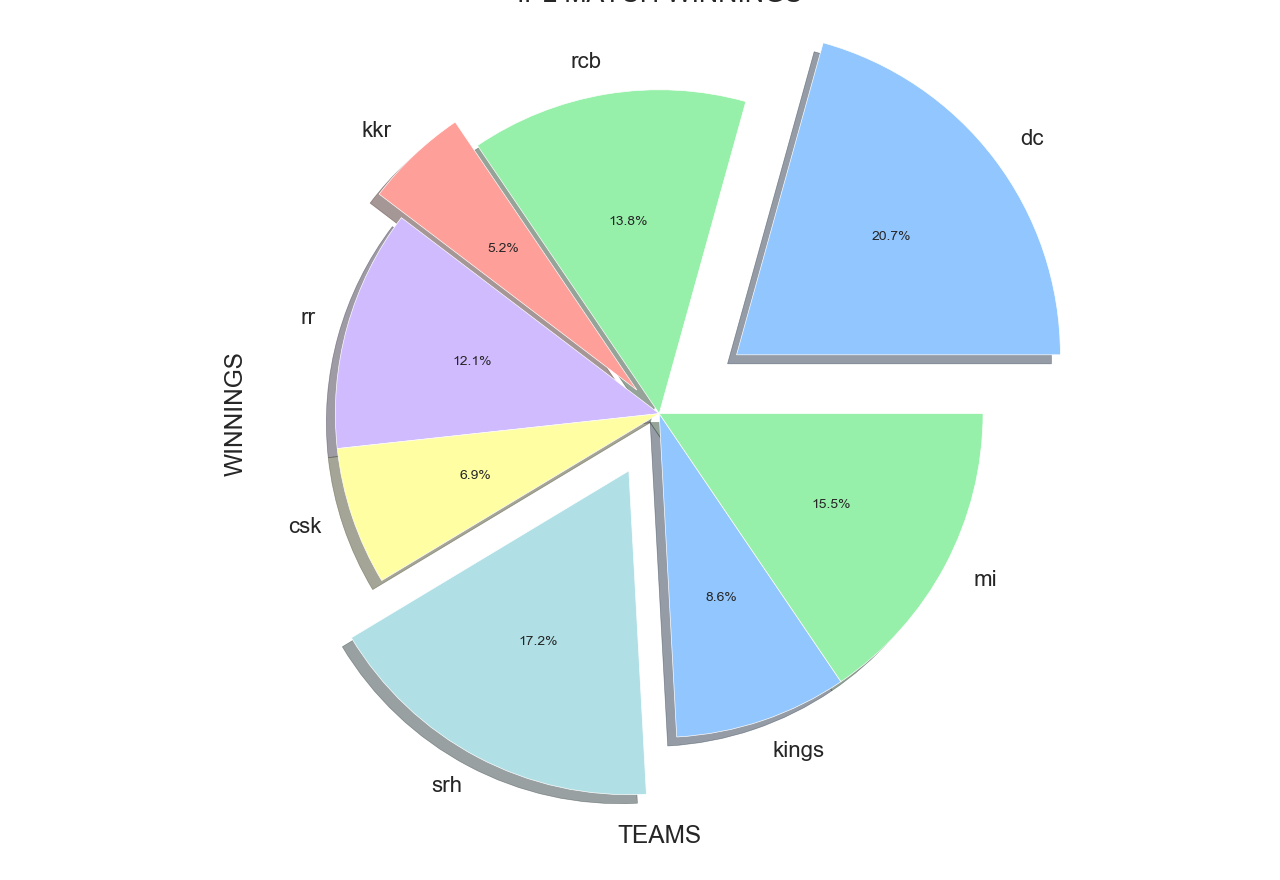 rcb
dc
kkr
13.8%
20.7%
5.2%
rr
12.1%
WINNINGS
6.9%
15.5%
csk
mi
8.6%
17.2%
kings
srh
TEAMS